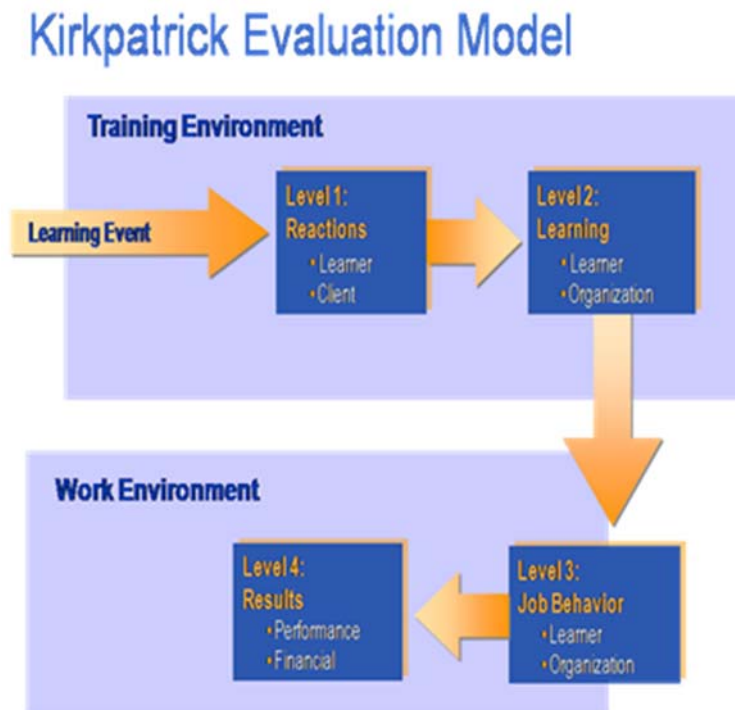 Kirkpatrick Evaluation Model
Training Environment
Learning Event
Level 1:
Reactions
• Learner
• Client
Level 2:
Learning
• Learner
• Organization
Work Environment
Level 4:
Results
• Performance
• Financial
Level 3:
Job Behavior
• Learner
• Organization